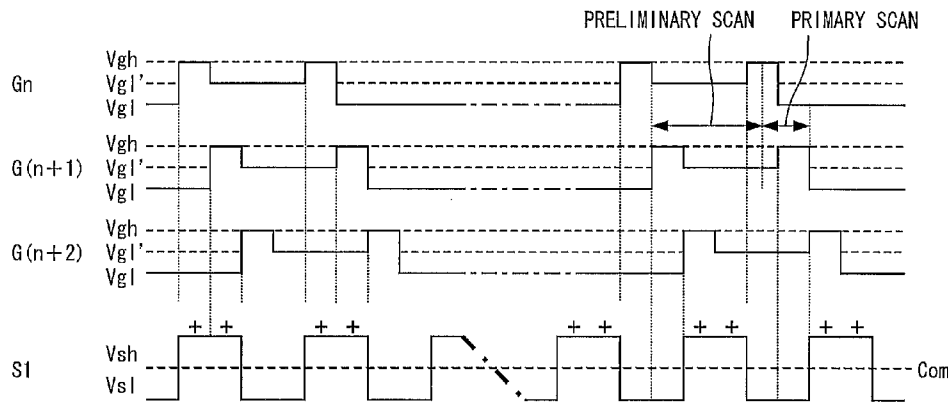 PRELIMINARY SCAN PRIMARY SCAN
Gn Vgh
Vgl'
Vgl
G(n+1) Vgh
Vgl'
Vgl
G(n+2) Vgh
Vgl'
Vgl
+ + + + + + + + + +
S1 Vsh
Vsl
Com